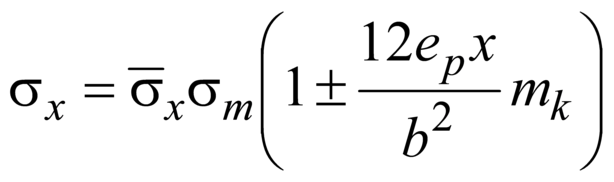 σₓ = σ̅ₓσₘ(1 ± 12eₚx / b² mₖ)